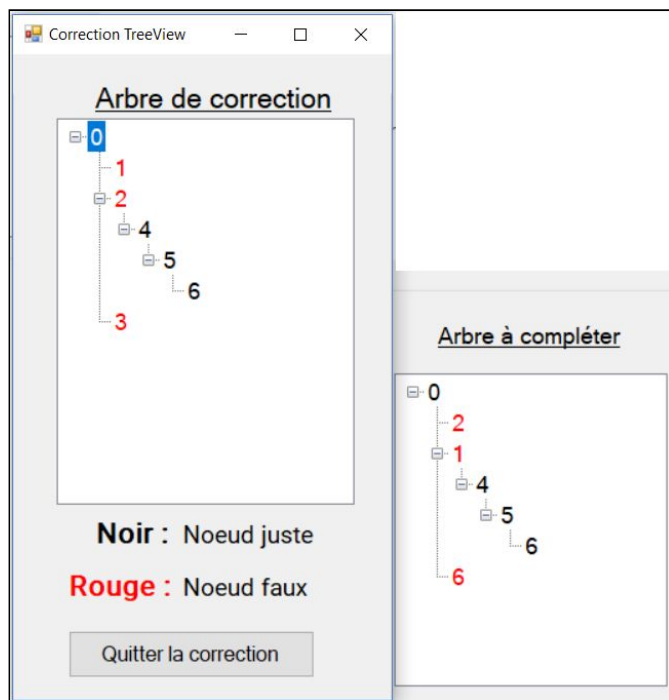 Correction TreeView
Arbre de correction
0
1
2
4
5
6
3
Noir : Noeud juste
Rouge : Noeud faux
Quitter la correction
Arbre à compléter
0
2
1
4
5
6
6